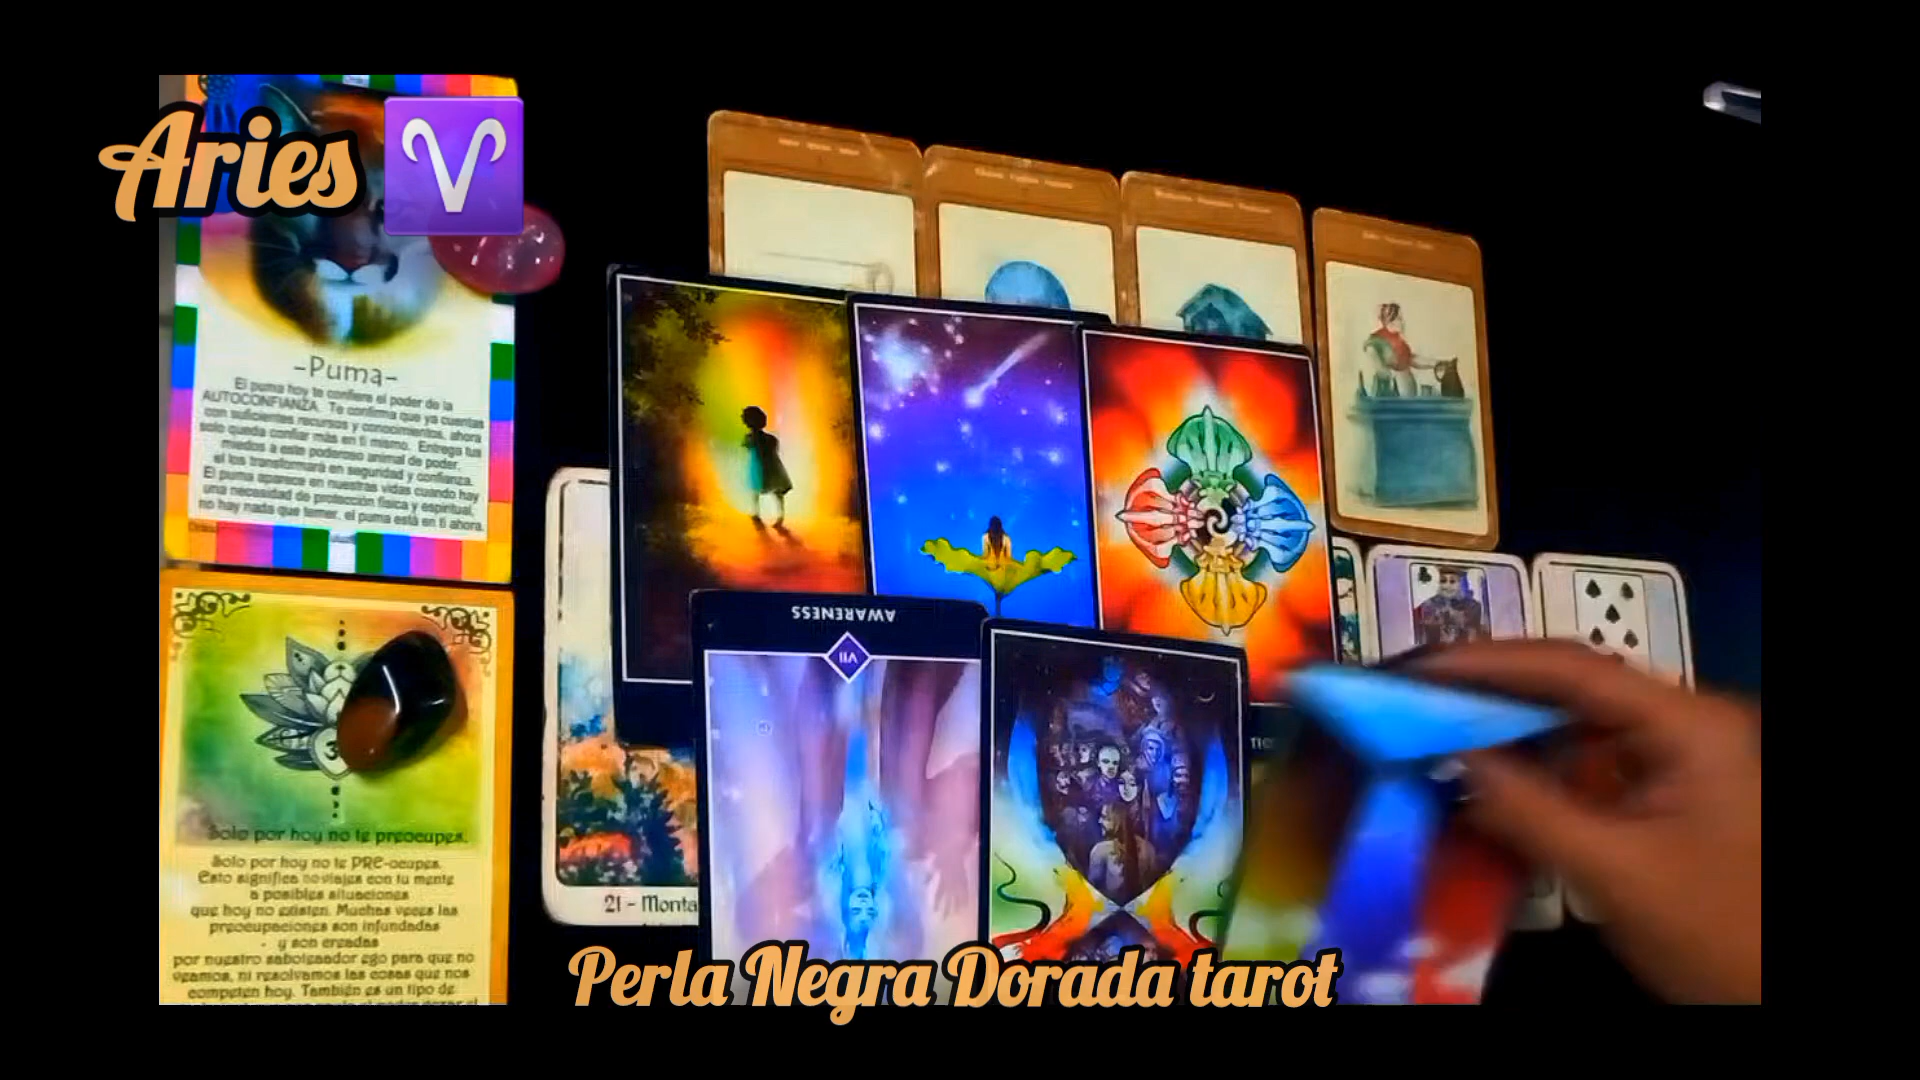 Aries
-Puma-
El puma hoy te confiere el poder de la
AUTOCONFIANZA. Te confirma que ya cuentas
con suficientes recursos y conocimientos, ahora
solo queda confiar más en ti mismo. Entrega tus
miedos a este poderoso animal de poder,
el los transformará en seguridad y confianza.
El puma aparece en nuestras vidas cuando hay
una necesidad de protección física y espiritual,
no hay nada que temer, el puma está en ti ahora.
AWARENESS
VII
3
Solo por hoy no te preocupes.
Solo por hoy no te PRE-ocupes.
Esto significa no viajes con tu mente
a posibles situaciones
que hoy no existen. Muchas veces las
preocupaciones son infundadas
y son creadas
por nuestro saboteador ego para que no
veamos, ni resolvamos las cosas que nos
competen hoy. También es un tipo de
21 - Monta
Perla Negra Dorada tarot